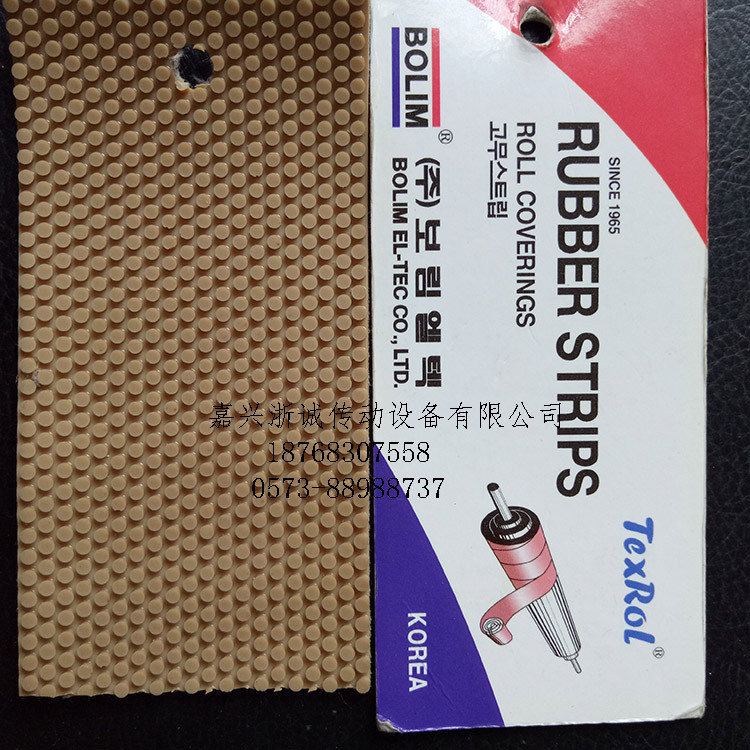 BOLIM®
(주) 보림엘텍
BOLIM EL-TEC CO., LTD.
SINCE 1965
RUBBER STRIPS
ROLL COVERINGS
고무스트립
TexRol®
KOREA
嘉兴浙诚传动设备有限公司
18768307558
0573-88988737